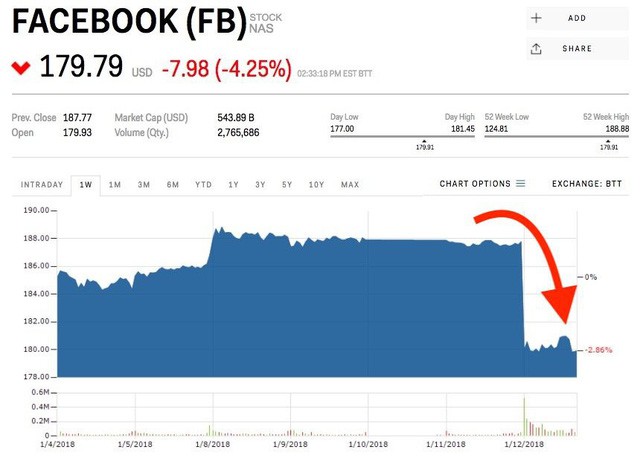 FACEBOOK (FB) STOCK NAS
ADD
SHARE
179.79 USD -7.98 (-4.25%) 02:33:18 PM EST BTT
Prev. Close 187.77 Market Cap (USD) 543.89 B Day Low Day High 52 Week Low 52 Week High
Open 179.93 Volume (Qty.) 2,765,686 177.00 181.45 124.81 188.88
179.91 179.91
INTRADAY 1W 1M 3M 6M YTD 1Y 3Y 5Y 10Y MAX CHART OPTIONS EXCHANGE: BTT
190.00
188.00
186.00
0%
184.00
182.00
180.00
-2.86%
178.00
0.6M
0.4M
0.2M
0
1/4/2018 1/5/2018 1/8/2018 1/9/2018 1/10/2018 1/11/2018 1/12/2018